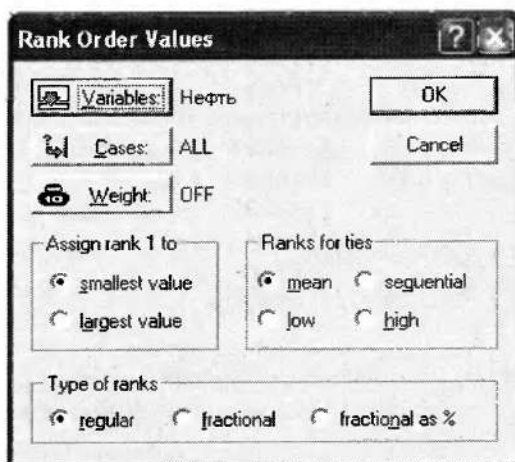 Rank Order Values
Variables: Нефть
OK
Cases: ALL
Cancel
Weight: OFF
Assign rank 1 to
smallest value
largest value
Ranks for ties
mean
sequential
low
high
Type of ranks
regular
fractional
fractional as %